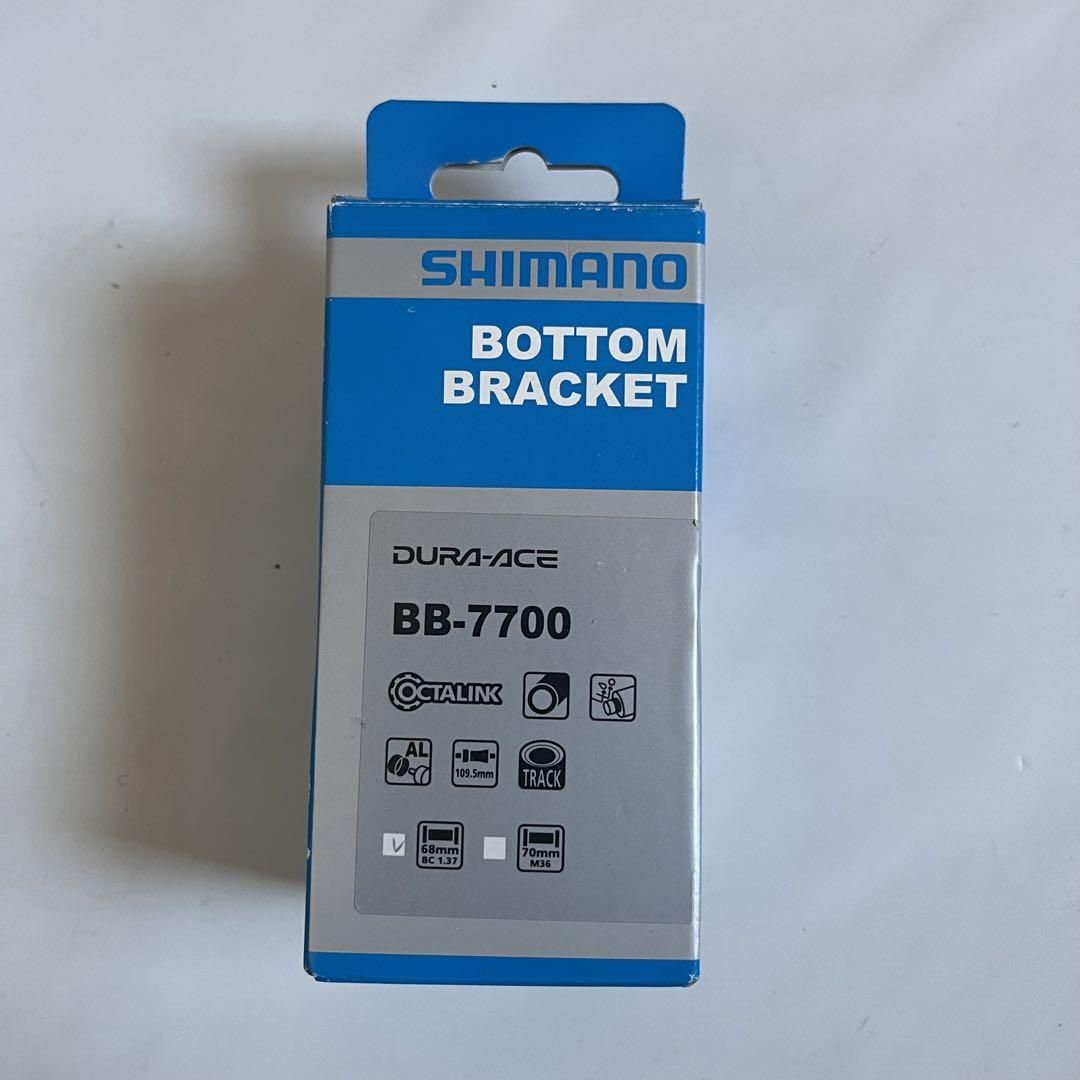 SHIMANO
BOTTOM
BRACKET
DURA-ACE
BB-7700
OCTALINK
AL
109.5mm
TRACK
68mm
BC 1.37
70mm
M36